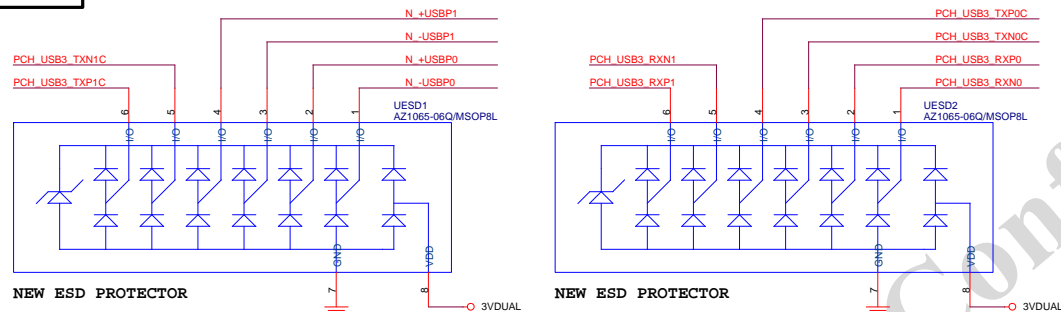 N_+USBP1
N_-USBP1
PCH_USB3_TXN1C
N_+USBP0
PCH_USB3_TXP1C
N_-USBP0
UESD1
AZ1065-06Q/MSOP8L
6
5
4
3
2
1
I/O
I/O
I/O
I/O
I/O
I/O
GND
VDD
NEW ESD PROTECTOR
7
8
3VDUAL
PCH_USB3_TXP0C
PCH_USB3_TXN0C
PCH_USB3_RXN1
PCH_USB3_RXP0
PCH_USB3_RXP1
PCH_USB3_RXN0
UESD2
AZ1065-06Q/MSOP8L
6
5
4
3
2
1
I/O
I/O
I/O
I/O
I/O
I/O
GND
VDD
NEW ESD PROTECTOR
7
8
3VDUAL